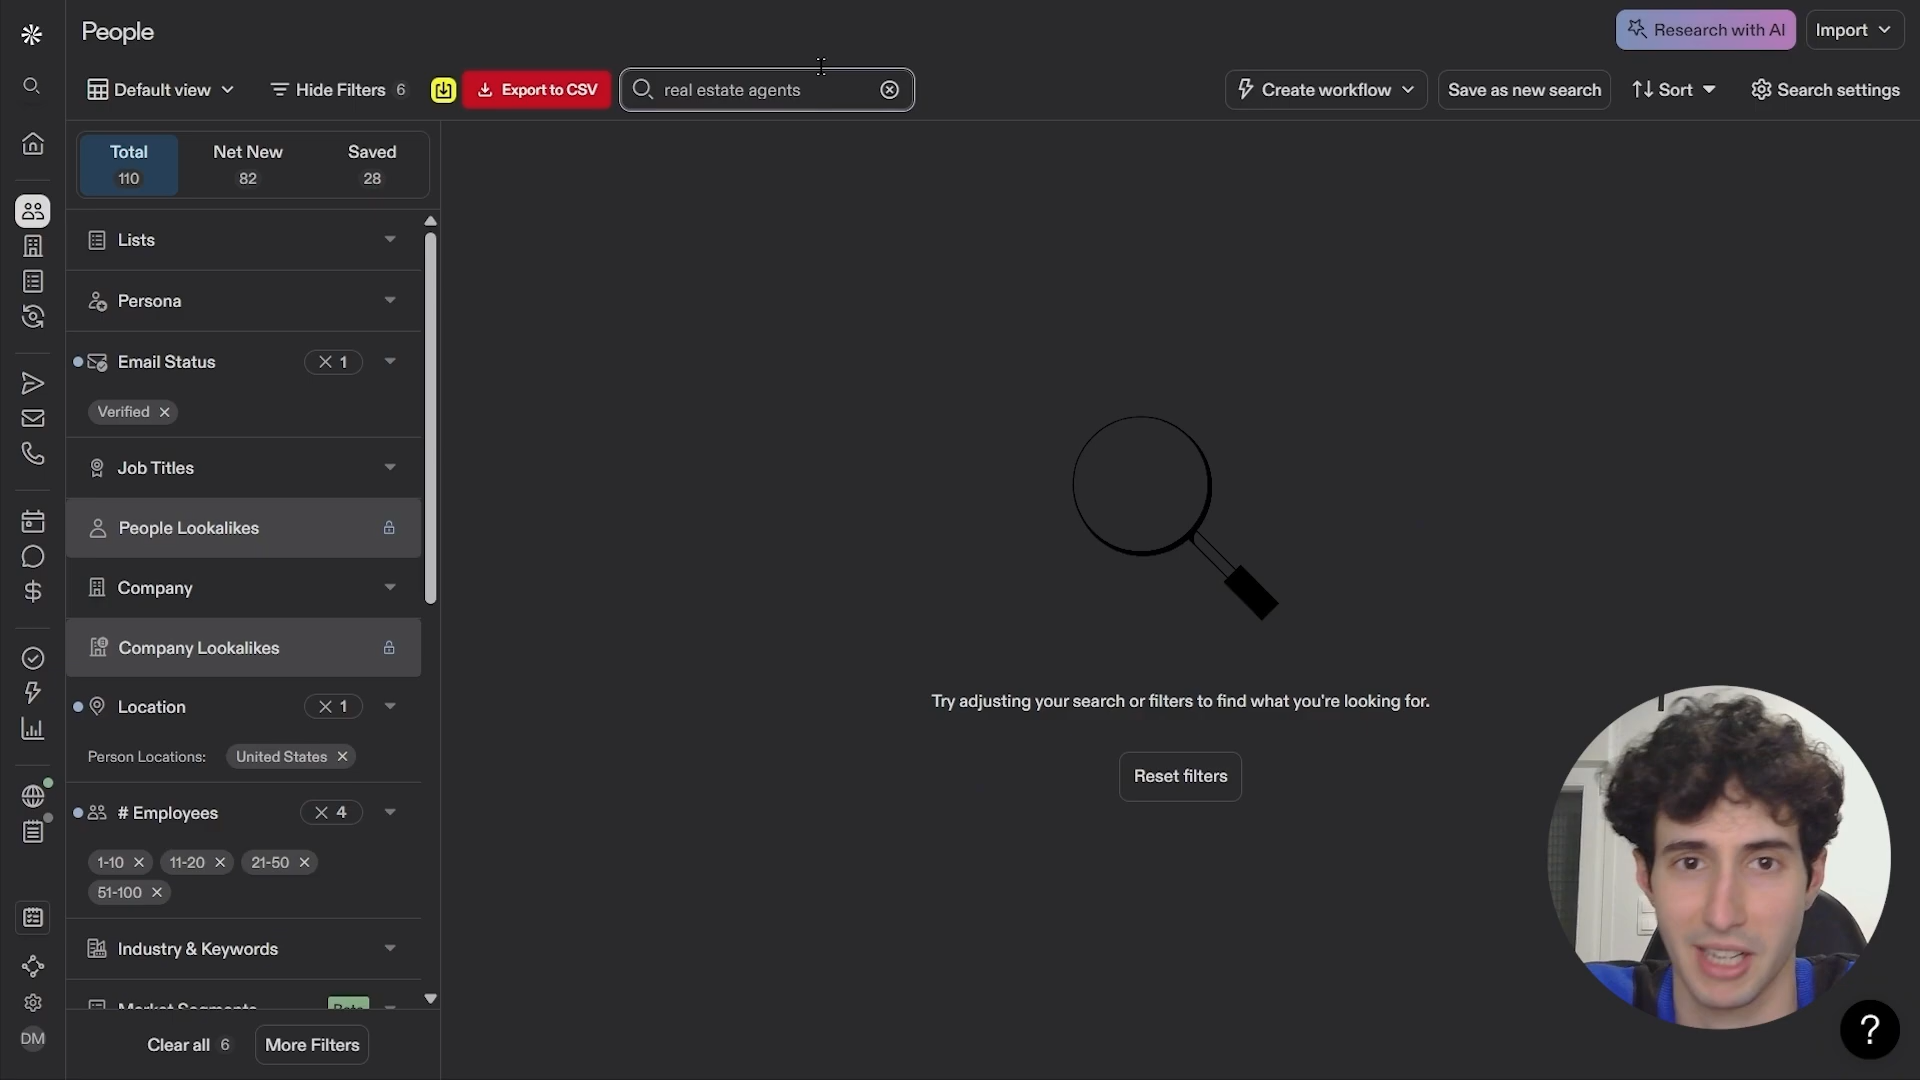 People
Research with AI
Import
Default view
Hide Filters 6
Export to CSV
real estate agents
Create workflow
Save as new search
Sort
Search settings
Total
110
Net New
82
Saved
28
Lists
Persona
Email Status
1
Verified
Job Titles
People Lookalikes
Company
Company Lookalikes
Location
1
Person Locations:
United States
# Employees
4
1-10
11-20
21-50
51-100
Industry & Keywords
Market Segments
Beta
Clear all 6
More Filters
Try adjusting your search or filters to find what you're looking for.
Reset filters
DM
?